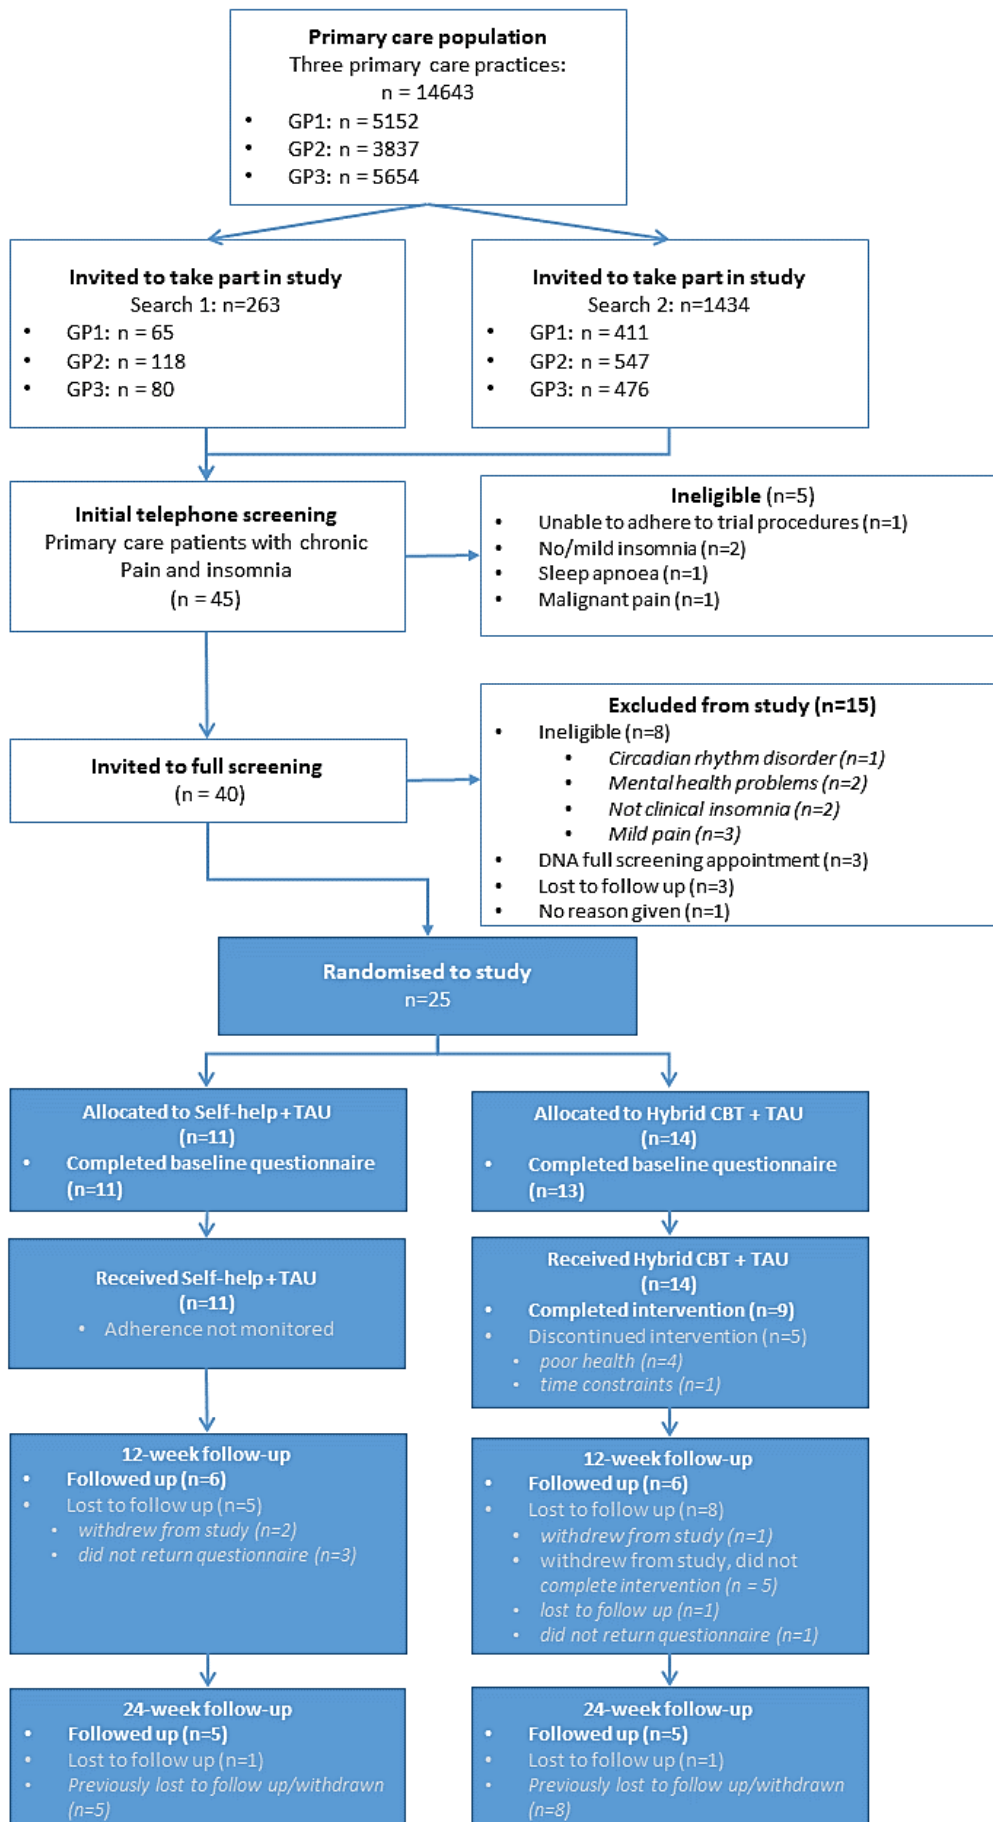 Primary care population
Three primary care practices:
n = 14643
• GP1: n = 5152
• GP2: n = 3837
• GP3: n = 5654
Invited to take part in study
Search 1: n=263
• GP1: n = 65
• GP2: n = 118
• GP3: n = 80
Invited to take part in study
Search 2: n=1434
• GP1: n = 411
• GP2: n = 547
• GP3: n = 476
Initial telephone screening
Primary care patients with chronic
Pain and insomnia
(n = 45)
Ineligible (n=5)
• Unable to adhere to trial procedures (n=1)
• No/mild insomnia (n=2)
• Sleep apnoea (n=1)
• Malignant pain (n=1)
Invited to full screening
(n = 40)
Excluded from study (n=15)
• Ineligible (n=8)
• Circadian rhythm disorder (n=1)
• Mental health problems (n=2)
• Not clinical insomnia (n=2)
• Mild pain (n=3)
• DNA full screening appointment (n=3)
• Lost to follow up (n=3)
• No reason given (n=1)
Randomised to study
n=25
Allocated to Self-help + TAU
(n=11)
• Completed baseline questionnaire
(n=11)
Allocated to Hybrid CBT + TAU
(n=14)
• Completed baseline questionnaire
(n=13)
Received Self-help + TAU
(n=11)
• Adherence not monitored
Received Hybrid CBT + TAU
(n=14)
• Completed intervention (n=9)
• Discontinued intervention (n=5)
• poor health (n=4)
• time constraints (n=1)
12-week follow-up
• Followed up (n=6)
• Lost to follow up (n=5)
• withdrew from study (n=2)
• did not return questionnaire (n=3)
12-week follow-up
• Followed up (n=6)
• Lost to follow up (n=8)
• withdrew from study (n=1)
• withdrew from study, did not
complete intervention (n = 5)
• lost to follow up (n=1)
• did not return questionnaire (n=1)
24-week follow-up
• Followed up (n=5)
• Lost to follow up (n=1)
• Previously lost to follow up/withdrawn
(n=5)
24-week follow-up
• Followed up (n=5)
• Lost to follow up (n=1)
• Previously lost to follow up/withdrawn
(n=8)